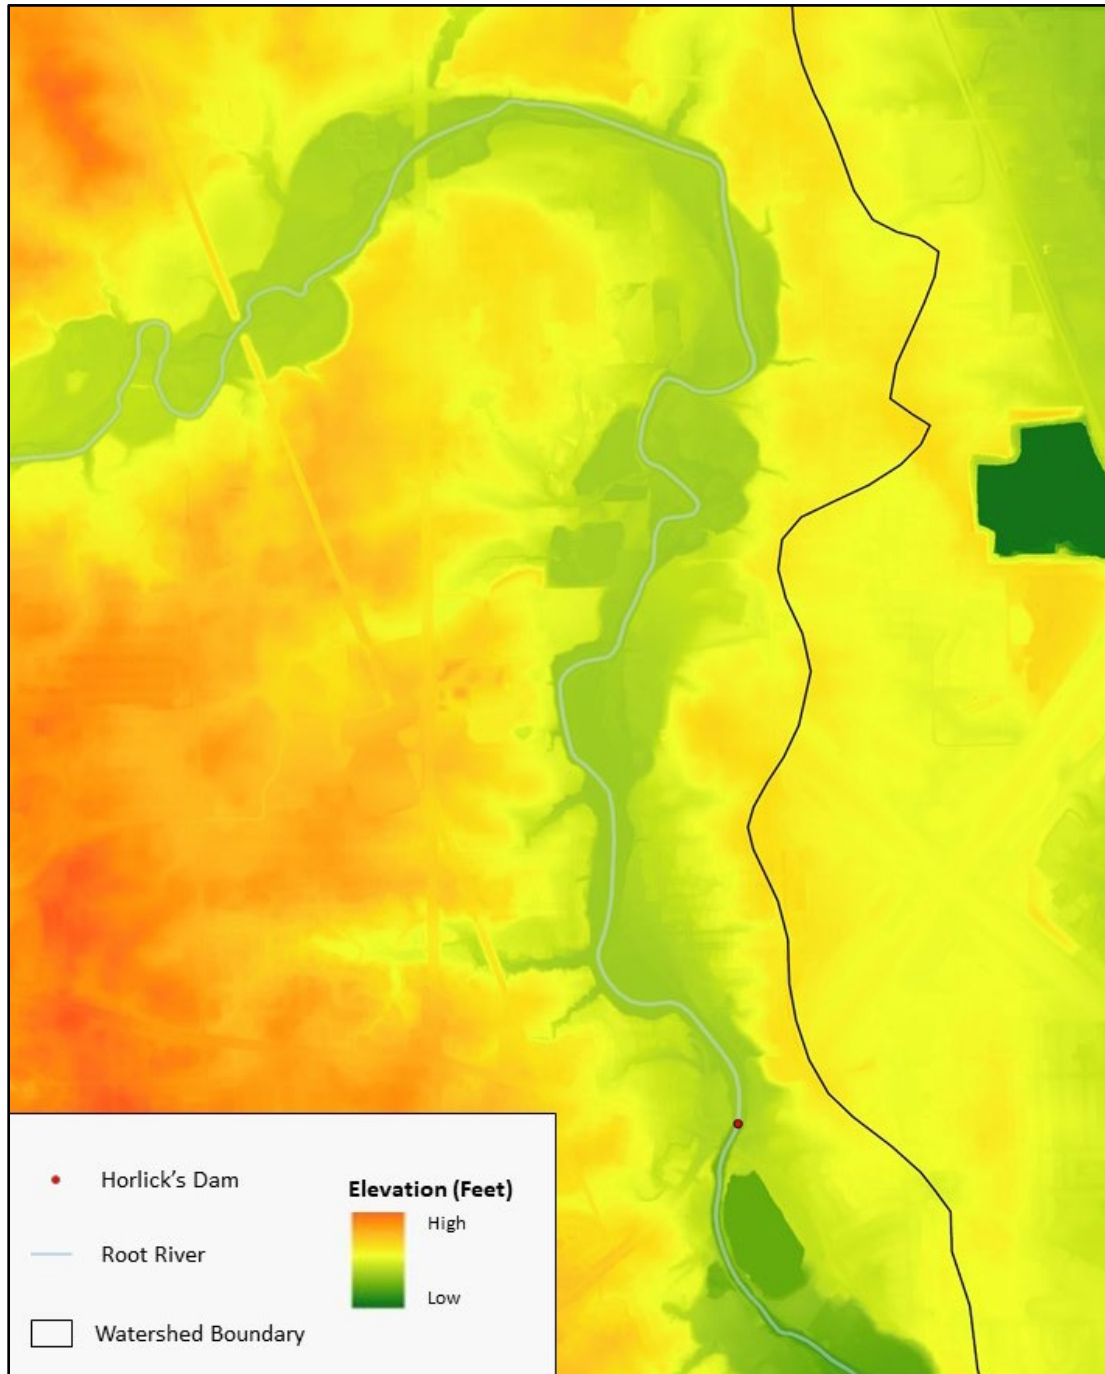 Horlick's Dam
Root River
Watershed Boundary
Elevation (Feet)
High
Low